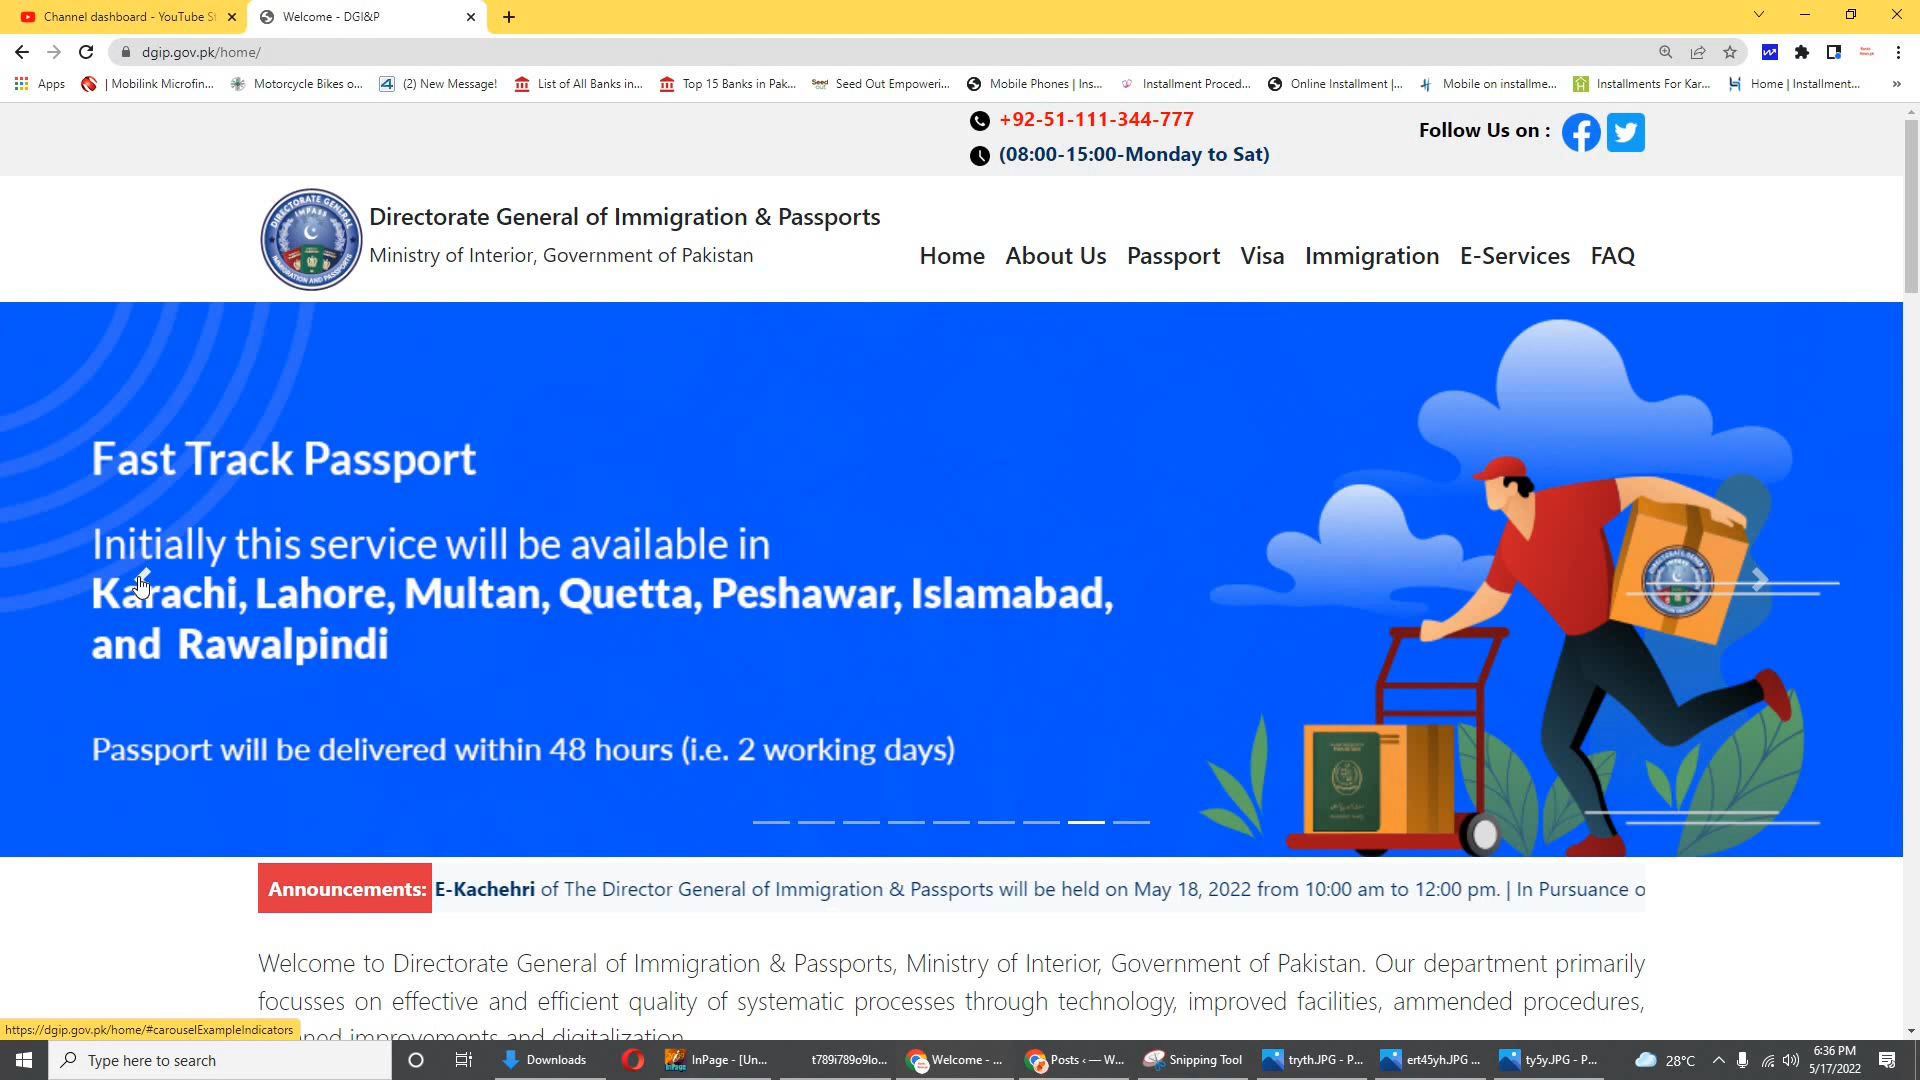 Channel dashboard - YouTube St
Welcome - DGI&P
dgip.gov.pk/home/
Apps
| Mobilink Microfin...
Motorcycle Bikes o...
(2) New Message!
List of All Banks in...
Top 15 Banks in Pak...
Seed Out Empoweri...
Mobile Phones | Ins...
Installment Proced...
Online Installment |...
Mobile on installme...
Installments For Kar...
Home | Installment...
+92-51-111-344-777
(08:00-15:00-Monday to Sat)
Follow Us on :
DIRECTORATE GENERAL
IMPASS
IMMIGRATION AND PASSPORTS
Directorate General of Immigration & Passports
Ministry of Interior, Government of Pakistan
Home About Us Passport Visa Immigration E-Services FAQ
Fast Track Passport
Initially this service will be available in
Karachi, Lahore, Multan, Quetta, Peshawar, Islamabad,
and Rawalpindi
Passport will be delivered within 48 hours (i.e. 2 working days)
Announcements: E-Kachehri of The Director General of Immigration & Passports will be held on May 18, 2022 from 10:00 am to 12:00 pm. | In Pursuance o
Welcome to Directorate General of Immigration & Passports, Ministry of Interior, Government of Pakistan. Our department primarily
focusses on effective and efficient quality of systematic processes through technology, improved facilities, ammended procedures,
improvements and digitalization
https://dgip.gov.pk/home/#carouselExampleIndicators
Type here to search
Downloads
InPage - [Un...
t789i789o9lo...
Welcome - ...
Posts ‹ — W...
Snipping Tool
tryth.JPG - P...
ert45yh.JPG ...
ty5y.JPG - P...
28°C
6:36 PM
5/17/2022